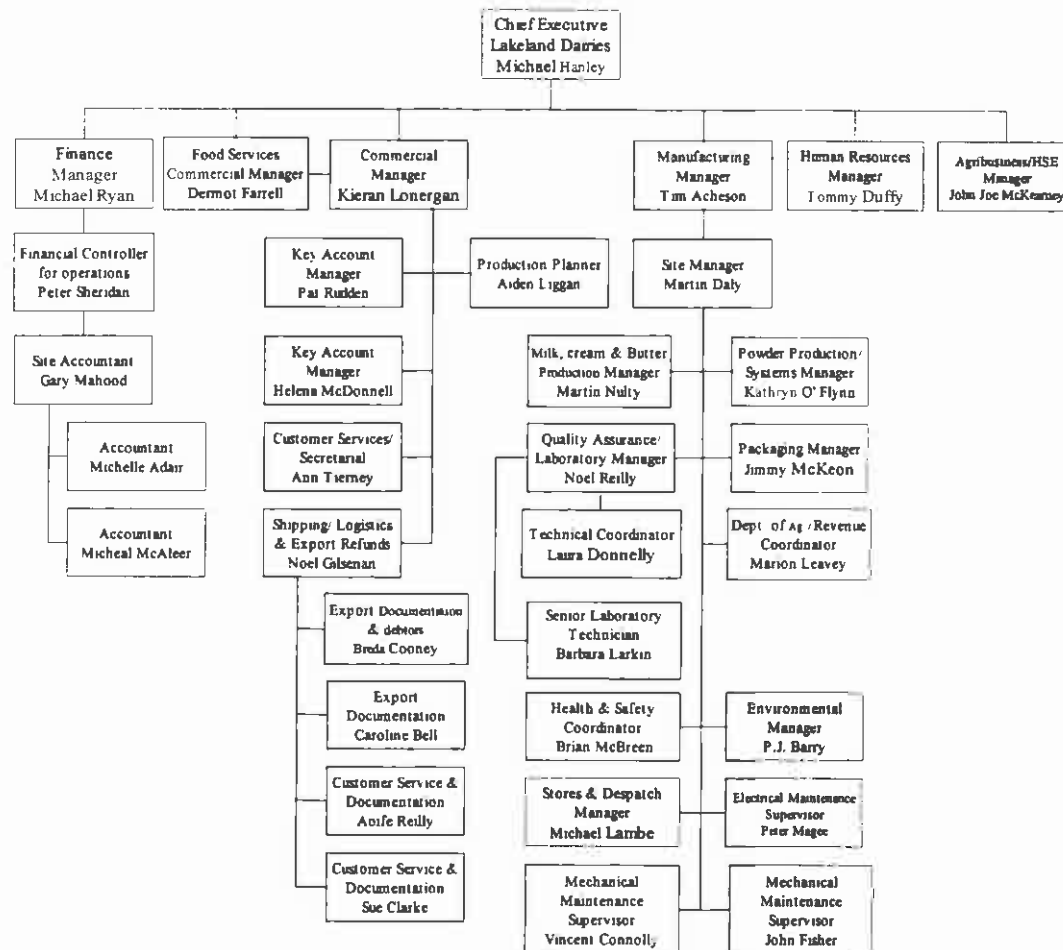 Chief Executive
Lakeland Dairies
Michael Hanley
Finance
Manager
Michael Ryan
Food Services
Commercial Manager
Dermot Farrell
Commercial
Manager
Kieran Lonergan
Manufacturing
Manager
Tim Acheson
Human Resources
Manager
Tommy Duffy
Agribusiness/HSE
Manager
John Joe McKearney
Financial Controller
for operations
Peter Sheridan
Key Account
Manager
Pat Rudden
Production Planner
Aiden Liggan
Site Manager
Martin Daly
Site Accountant
Gary Mahood
Key Account
Manager
Helena McDonnell
Milk, cream & Butter
Production Manager
Martin Nulty
Powder Production/
Systems Manager
Kathryn O' Flynn
Accountant
Michelle Adair
Customer Services/
Secretarial
Ann Tierney
Quality Assurance/
Laboratory Manager
Noel Reilly
Packaging Manager
Jimmy McKeon
Accountant
Micheal McAleer
Shipping/ Logistics
& Export Refunds
Noel Gilsenan
Technical Coordinator
Laura Donnelly
Dept. of Ag /Revenue
Coordinator
Marion Leavey
Export Documentation
& debtors
Breda Cooney
Senior Laboratory
Technician
Barbara Larkin
Export
Documentation
Caroline Bell
Health & Safety
Coordinator
Brian McBreen
Environmental
Manager
P.J. Barry
Customer Service &
Documentation
Aoife Reilly
Stores & Despatch
Manager
Michael Lambe
Electrical Maintenance
Supervisor
Peter Magee
Customer Service &
Documentation
Sue Clarke
Mechanical
Maintenance
Supervisor
Vincent Connolly
Mechanical
Maintenance
Supervisor
John Fisher